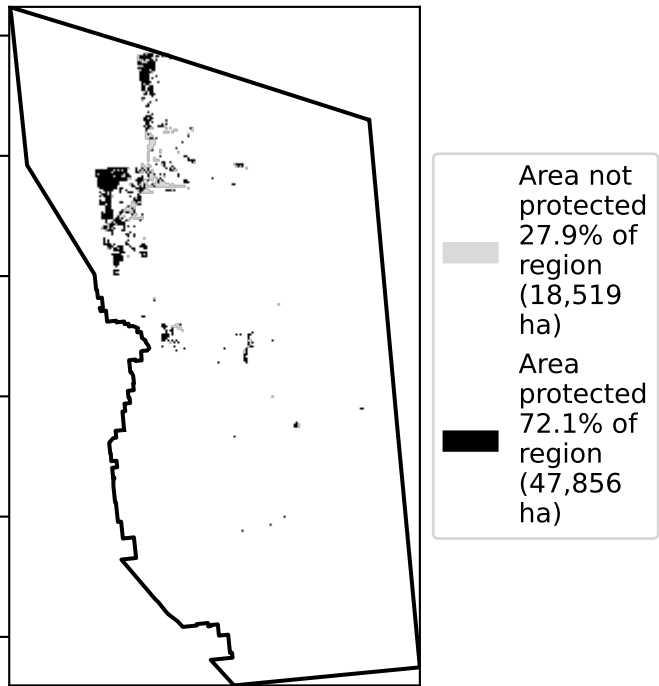 Area not
protected
27.9% of
region
(18,519
ha)
Area
protected
72.1% of
region
(47,856
ha)